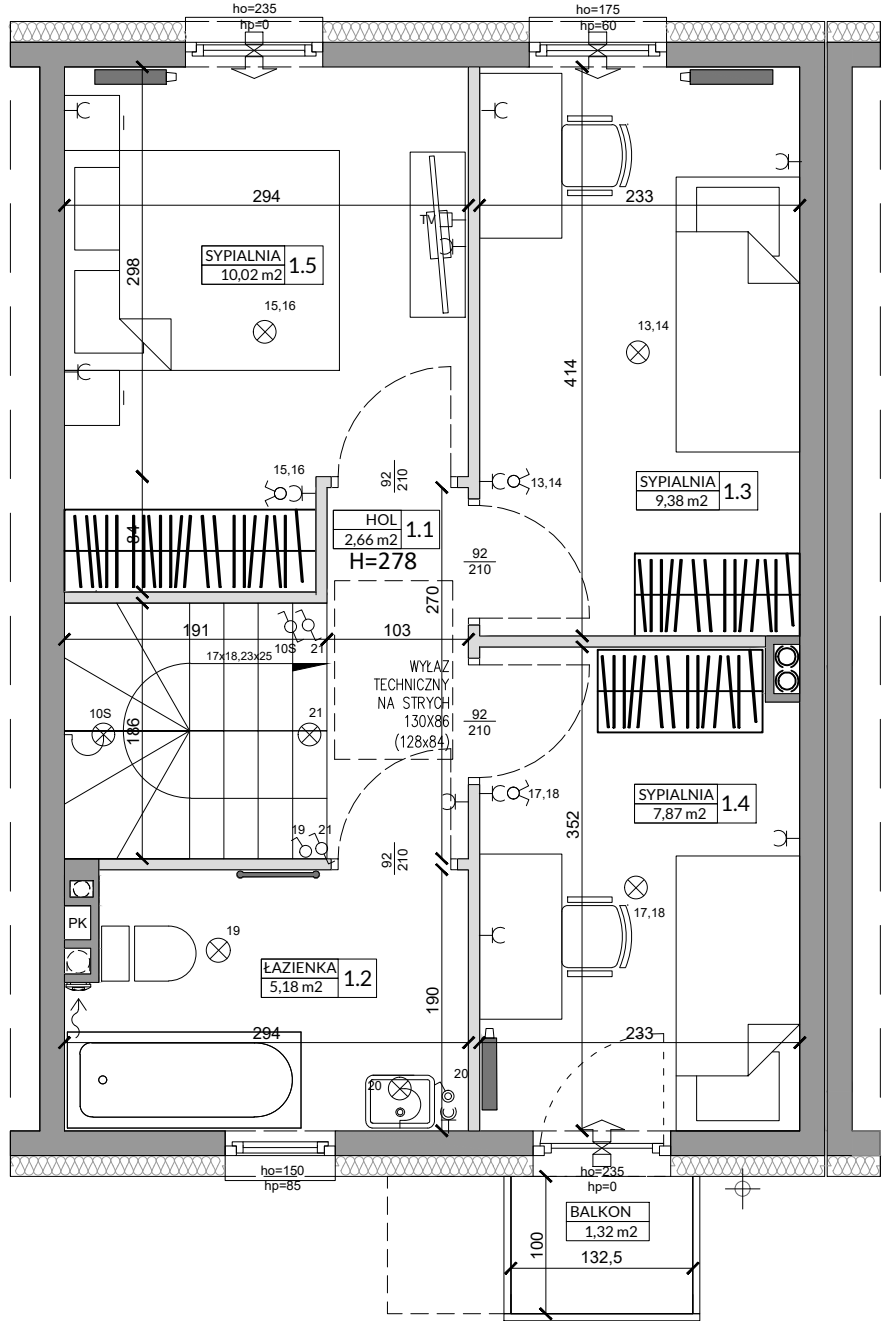 ho=235
hp=0
ho=175
hp=60
294
233
TV
SYPIALNIA
10,02 m2
1.5
298
15,16
13,14
414
15,16
92
210
13,14
SYPIALNIA
9,38 m2
1.3
HOL
2,66 m2
1.1
H=278
84
92
210
270
191
103
10S
21
17x18,23x25
WYŁAZ
TECHNICZNY
NA STRYCH
130X86
(128x84)
10S
186
21
92
210
17,18
SYPIALNIA
7,87 m2
1.4
352
19
21
92
210
17,18
PK
19
ŁAZIENKA
5,18 m2
1.2
190
294
233
20
20
ho=150
hp=85
ho=235
hp=0
BALKON
1,32 m2
100
132,5